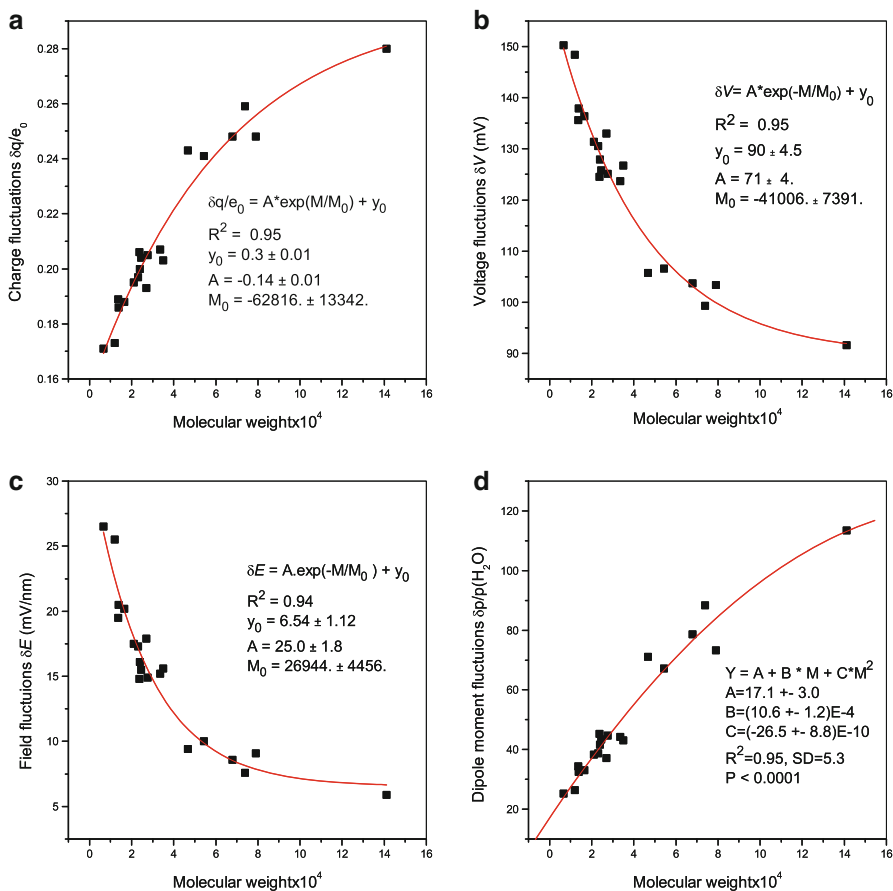 a
0.28
0.26
0.24
0.22
0.20
0.18
0.16
Charge fluctuations δq/e₀
δq/e₀ = A*exp(M/M₀) + y₀
R² = 0.95
y₀ = 0.3 ± 0.01
A = -0.14 ± 0.01
M₀ = -62816. ± 13342.
0 2 4 6 8 10 12 14 16
Molecular weightx10⁴
b
150
140
130
120
110
100
90
Voltage fluctuions δV (mV)
δV= A*exp(-M/M₀) + y₀
R² = 0.95
y₀ = 90 ± 4.5
A = 71 ± 4.
M₀ = -41006. ± 7391.
0 2 4 6 8 10 12 14 16
Molecular weightx10⁴
c
30
25
20
15
10
5
Field fluctuions δE (mV/nm)
δE = A.exp(-M/M₀ ) + y₀
R² = 0.94
y₀ = 6.54 ± 1.12
A = 25.0 ± 1.8
M₀ = 26944. ± 4456.
0 2 4 6 8 10 12 14 16
Molecular weightx10⁴
d
120
100
80
60
40
20
Dipole moment fluctuions δp/p(H₂O)
Y = A + B * M + C*M²
A=17.1 +- 3.0
B=(10.6 +- 1.2)E-4
C=(-26.5 +- 8.8)E-10
R²=0.95, SD=5.3
P < 0.0001
0 2 4 6 8 10 12 14 16
Molecular weightx10⁴